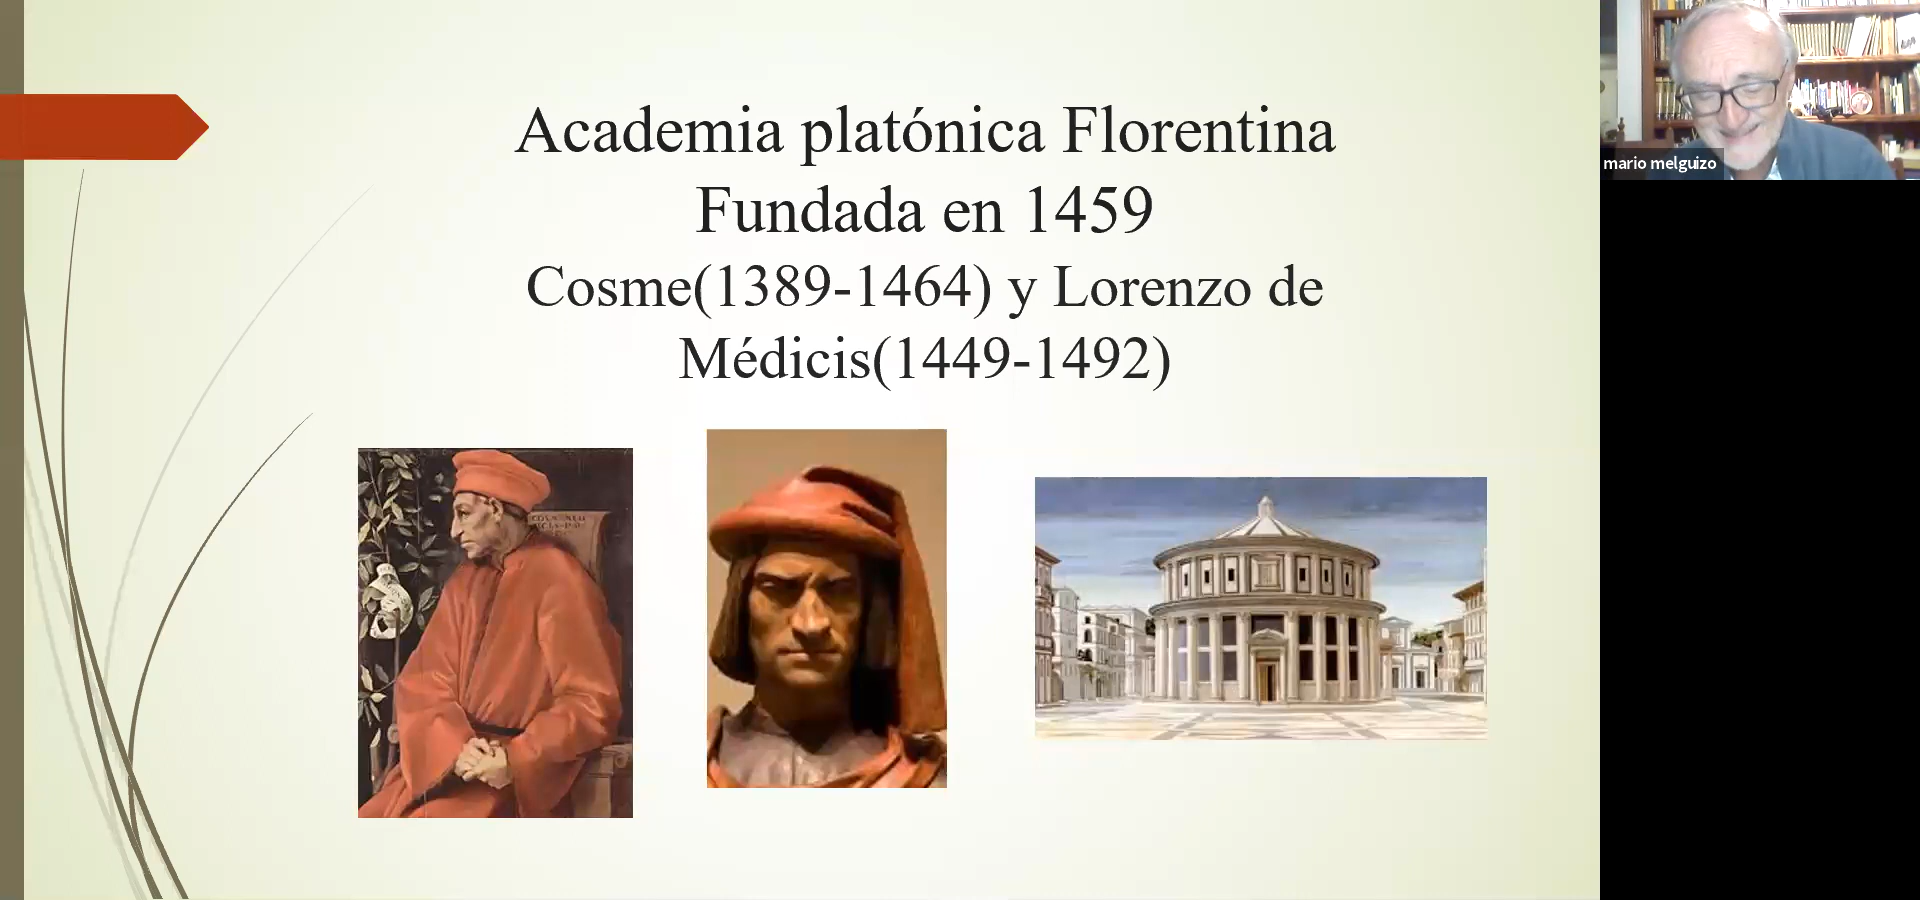 Academia platónica Florentina
Fundada en 1459
Cosme(1389-1464) y Lorenzo de
Médicis(1449-1492)
mario melguizo